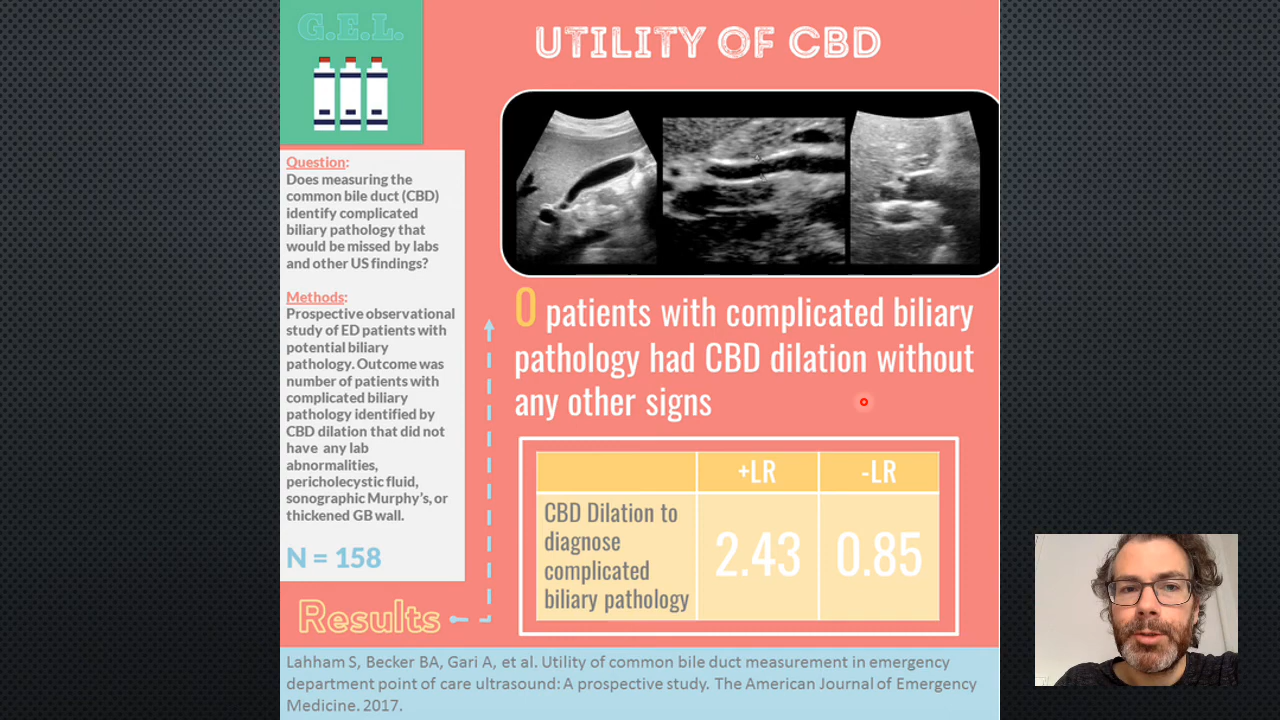 G.E.L.
UTILITY OF CBD
Question:
Does measuring the
common bile duct (CBD)
identify complicated
biliary pathology that
would be missed by labs
and other US findings?
Methods:
Prospective observational
study of ED patients with
potential biliary
pathology. Outcome was
number of patients with
complicated biliary
pathology identified by
CBD dilation that did not
have any lab
abnormalities,
pericholecystic fluid,
sonographic Murphy's, or
thickened GB wall.
N = 158
Results
0 patients with complicated biliary
pathology had CBD dilation without
any other signs
+LR
-LR
CBD Dilation to
diagnose
complicated
biliary pathology
2.43
0.85
Lahham S, Becker BA, Gari A, et al. Utility of common bile duct measurement in emergency
department point of care ultrasound: A prospective study. The American Journal of Emergency
Medicine. 2017.